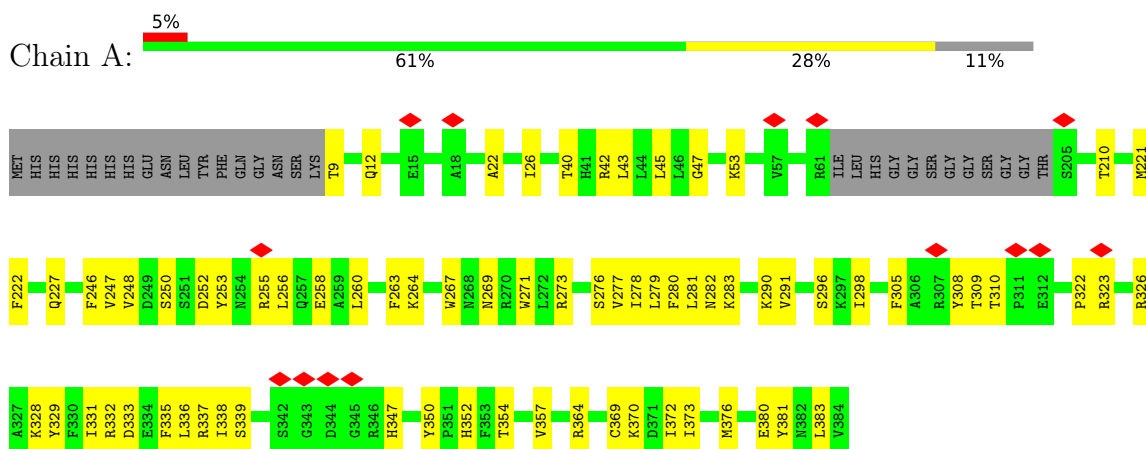 5%
Chain A:
61% 28% 11%
MET HIS HIS HIS HIS HIS HIS GLU ASN LEU TYR PHE GLN GLY ASN SER LYS T9 Q12 E15 A18 A22 I26 T40 H41 R42 L43 L44 L45 L46 G47 K53 V57 R61 ILE LEU HIS GLY GLY SER GLY GLY SER GLY GLY THR S205 T210 M221
F222 Q227 F246 V247 V248 D249 S250 S251 D252 Y253 N254 R255 L256 Q257 E258 A259 L260 F263 K264 W267 N268 N269 R270 W271 L272 R273 S276 V277 I278 L279 F280 L281 N282 K283 K290 V291 S296 K297 I298 F305 A306 R307 Y308 T309 T310 P311 E312 P322 R323 R326
A327 K328 Y329 F330 I331 R332 D333 E334 F335 L336 R337 I338 S339 S342 G343 D344 G345 R346 H347 Y350 P351 H352 F353 T354 V357 R364 C369 K370 D371 I372 I373 M376 E380 Y381 N382 L383 V384